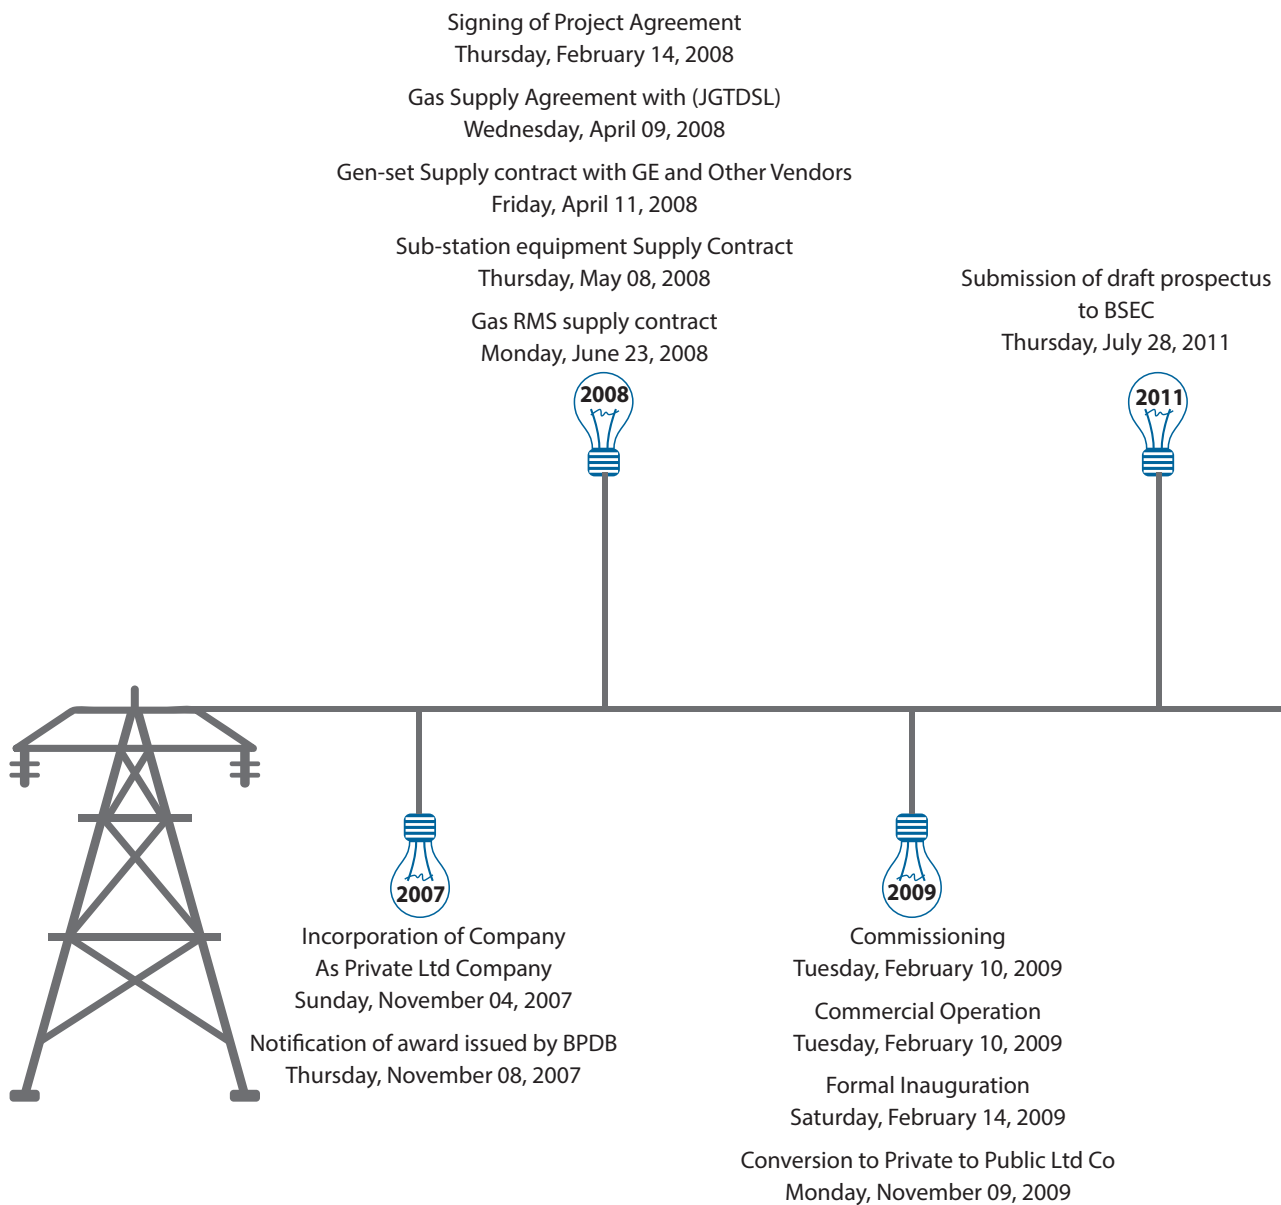 Signing of Project Agreement
Thursday, February 14, 2008
Gas Supply Agreement with (JGTDSL)
Wednesday, April 09, 2008
Gen-set Supply contract with GE and Other Vendors
Friday, April 11, 2008
Sub-station equipment Supply Contract
Thursday, May 08, 2008
Gas RMS supply contract
Monday, June 23, 2008
2008
Submission of draft prospectus
to BSEC
Thursday, July 28, 2011
2011
2007
Incorporation of Company
As Private Ltd Company
Sunday, November 04, 2007
Notification of award issued by BPDB
Thursday, November 08, 2007
2009
Commissioning
Tuesday, February 10, 2009
Commercial Operation
Tuesday, February 10, 2009
Formal Inauguration
Saturday, February 14, 2009
Conversion to Private to Public Ltd Co
Monday, November 09, 2009